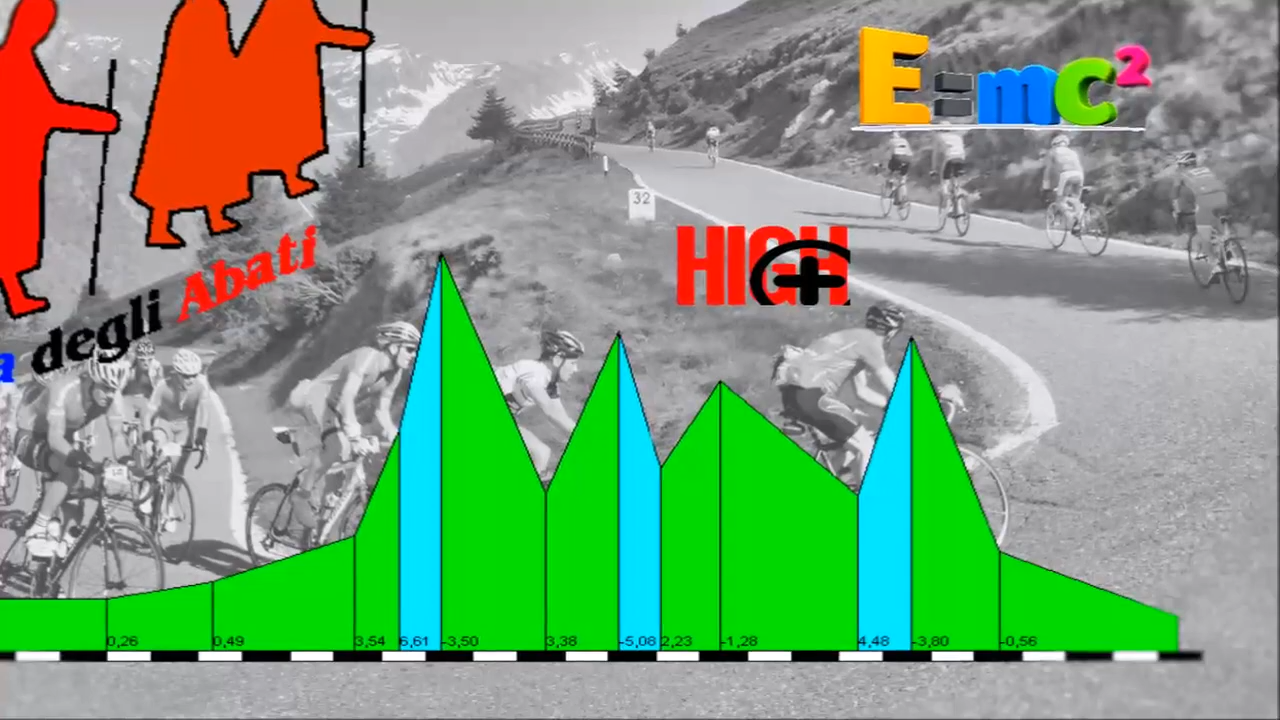 E=mc²
32
HIGH
a degli Abati
0,26 0,49 3,54 6,61 -3,50 3,38 -5,08 2,23 -1,28 4,48 -3,80 -0,56